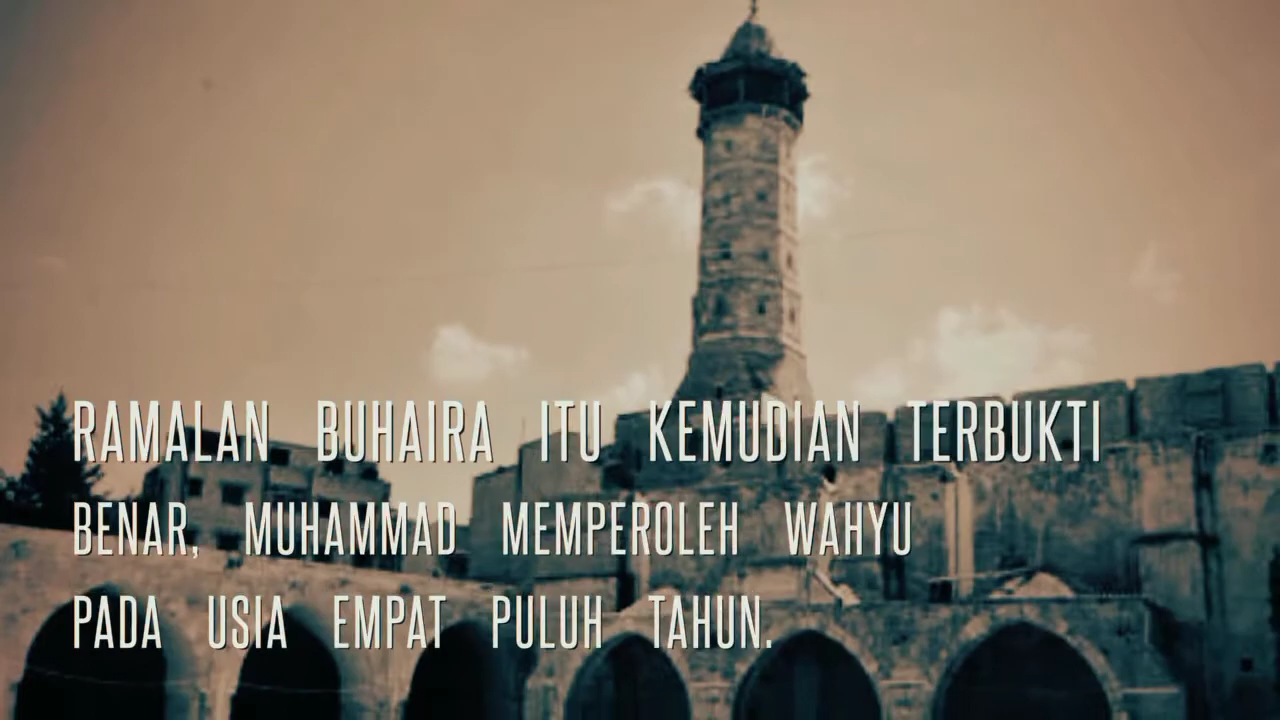 RAMALAN BUHAIRA ITU KEMUDIAN TERBUKTI
BENAR, MUHAMMAD MEMPEROLEH WAHYU
PADA USIA EMPAT PULUH TAHUN.